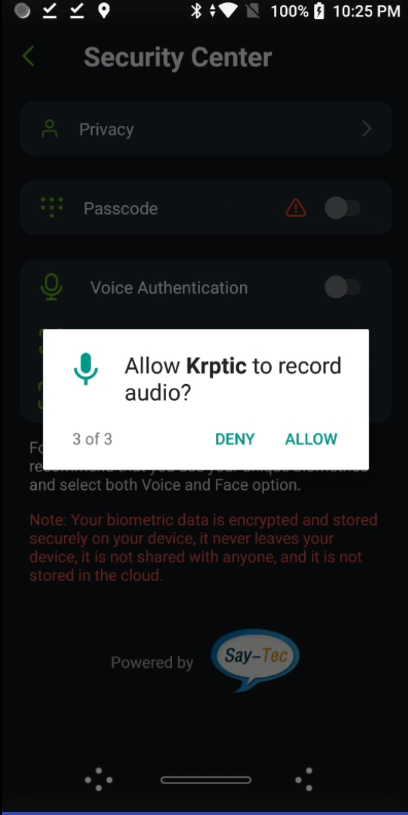 100% 10:25 PM
Security Center
Privacy
Passcode
Voice Authentication
Allow Krptic to record
audio?
3 of 3 DENY ALLOW
and select both Voice and Face option.
Note: Your biometric data is encrypted and stored
securely on your device, it never leaves your
device, it is not shared with anyone, and it is not
stored in the cloud.
Powered by Say-Tec